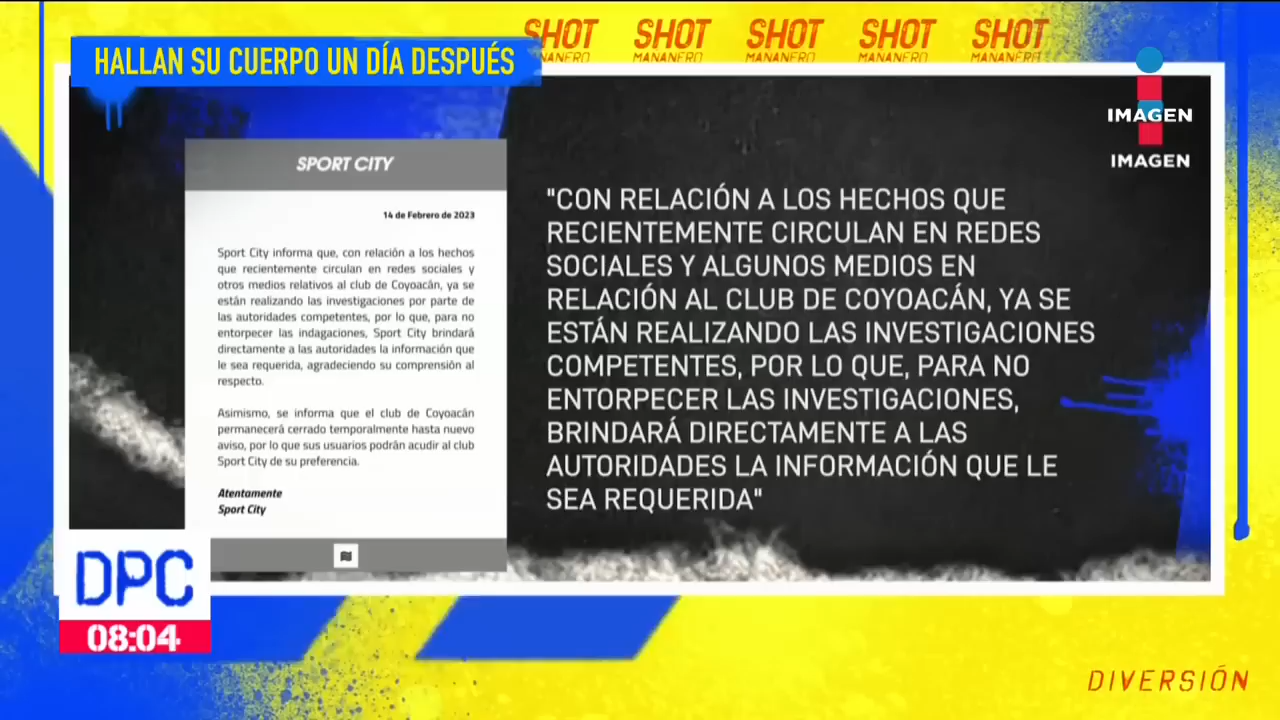 SHOT SHOT SHOT SHOT SHOT
MAÑANERO MAÑANERO MAÑANERO MAÑANERO MAÑANERO
HALLAN SU CUERPO UN DÍA DESPUÉS
IMAGEN
IMAGEN
SPORT CITY
14 de Febrero de 2023
Sport City informa que, con relación a los hechos
que recientemente circulan en redes sociales y
otros medios relativos al club de Coyoacán, ya se
están realizando las investigaciones por parte de
las autoridades competentes, por lo que, para no
entorpecer las indagaciones, Sport City brindará
directamente a las autoridades la información que
le sea requerida, agradeciendo su comprensión al
respecto.
Asimismo, se informa que el club de Coyoacán
permanecerá cerrado temporalmente hasta nuevo
aviso, por lo que sus usuarios podrán acudir al club
Sport City de su preferencia.
Atentamente
Sport City
"CON RELACIÓN A LOS HECHOS QUE
RECIENTEMENTE CIRCULAN EN REDES
SOCIALES Y ALGUNOS MEDIOS EN
RELACIÓN AL CLUB DE COYOACÁN, YA SE
ESTÁN REALIZANDO LAS INVESTIGACIONES
COMPETENTES, POR LO QUE, PARA NO
ENTORPECER LAS INVESTIGACIONES,
BRINDARÁ DIRECTAMENTE A LAS
AUTORIDADES LA INFORMACIÓN QUE LE
SEA REQUERIDA"
DPC
08:04
DIVERSIÓN